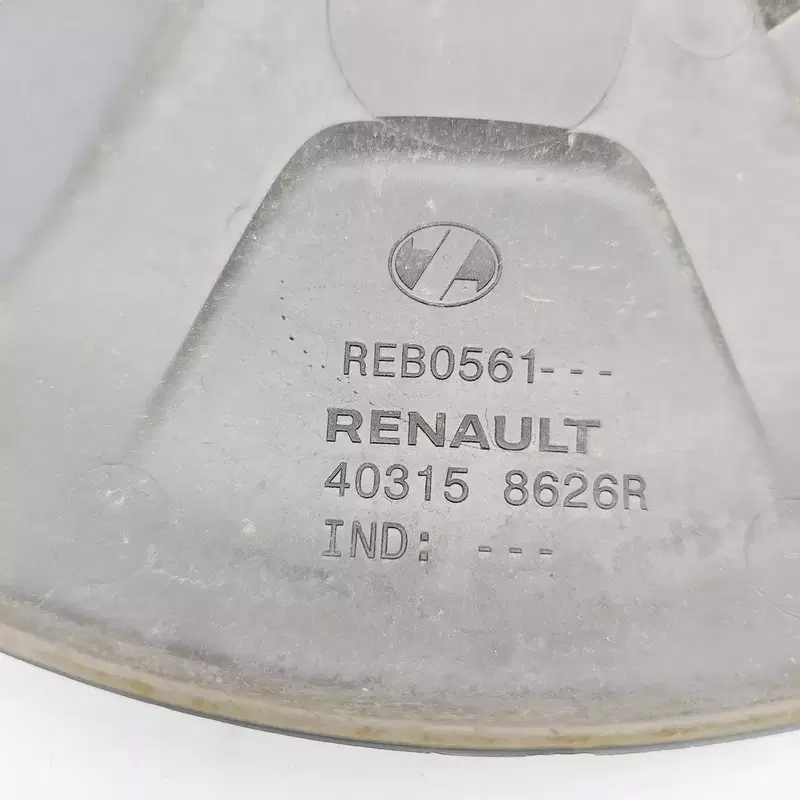 REB0561---
RENAULT
40315 8626R
IND: ---